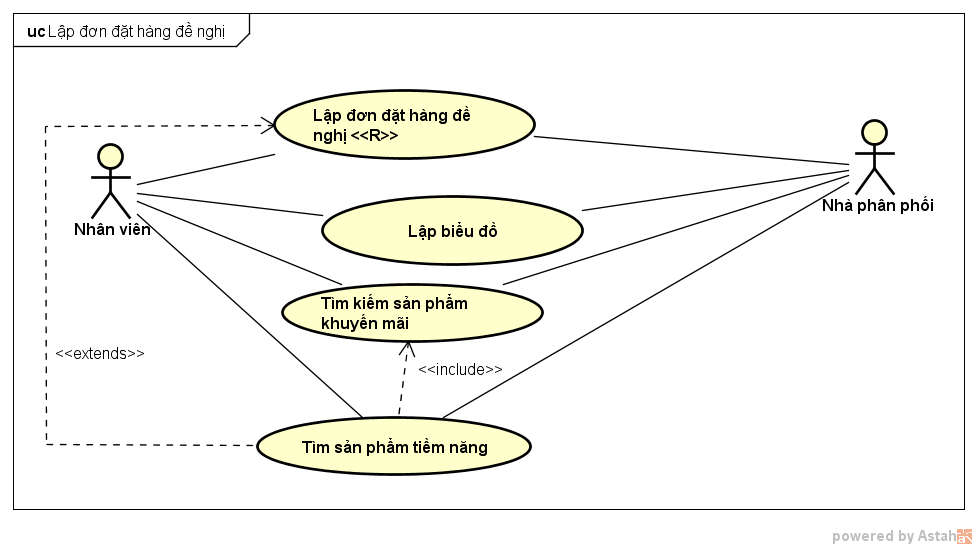 uc Lập đơn đặt hàng đề nghị
Lập đơn đặt hàng đề
nghị <<R>>
Nhân viên
Nhà phân phối
Lập biểu đồ
Tìm kiếm sản phẩm
khuyến mãi
<<extends>>
<<include>>
Tìm sản phẩm tiềm năng
powered by Astah